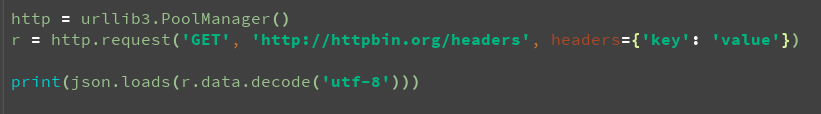 http = urllib3.PoolManager()
r = http.request('GET', 'http://httpbin.org/headers', headers={'key': 'value'})
print(json.loads(r.data.decode('utf-8')))